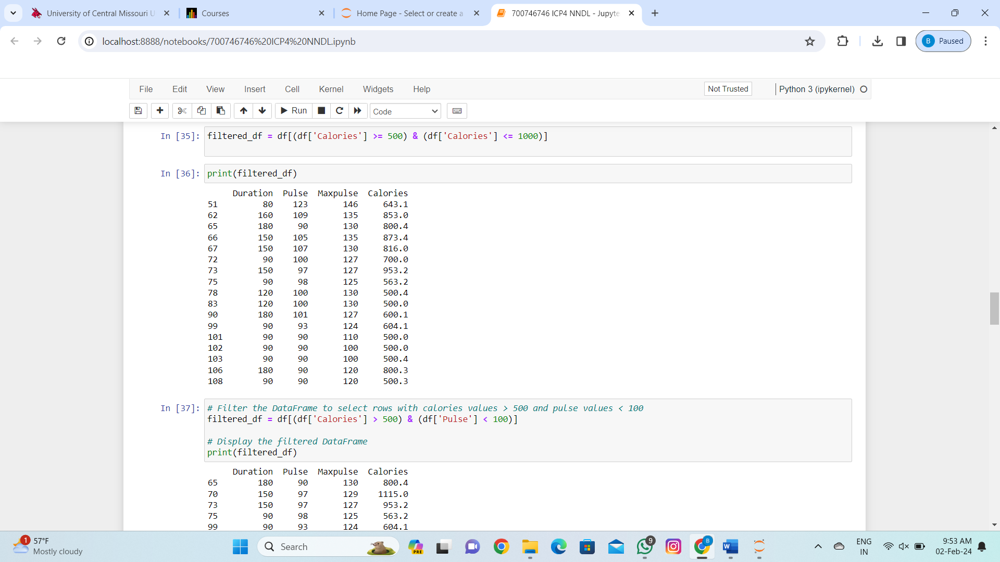 University of Central Missouri U
Courses
Home Page - Select or create a
700746746 ICP4 NNDL - Jupyte
localhost:8888/notebooks/700746746%20ICP4%20NNDL.ipynb
B Paused
File Edit View Insert Cell Kernel Widgets Help Not Trusted Python 3 (ipykernel)
Run Code
In [35]: filtered_df = df[(df['Calories'] >= 500) & (df['Calories'] <= 1000)]
In [36]: print(filtered_df)
Duration Pulse Maxpulse Calories
51 80 123 146 643.1
62 160 109 135 853.0
65 180 90 130 800.4
66 150 105 135 873.4
67 150 107 130 816.0
72 90 100 127 700.0
73 150 97 127 953.2
75 90 98 125 563.2
78 120 100 130 500.4
83 120 100 130 500.0
90 180 101 127 600.1
99 90 93 124 604.1
101 90 90 110 500.0
102 90 90 100 500.0
103 90 90 100 500.4
106 180 90 120 800.3
108 90 90 120 500.3
In [37]: # Filter the DataFrame to select rows with calories values > 500 and pulse values < 100
filtered_df = df[(df['Calories'] > 500) & (df['Pulse'] < 100)]
# Display the filtered DataFrame
print(filtered_df)
Duration Pulse Maxpulse Calories
65 180 90 130 800.4
70 150 97 129 1115.0
73 150 97 127 953.2
75 90 98 125 563.2
99 90 93 124 604.1
1
57°F
Mostly cloudy
Search
PRE
9
B
W
ENG
IN
9:53 AM
02-Feb-24